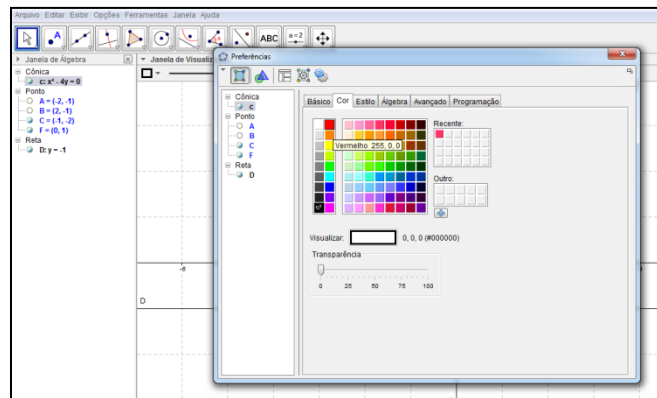 Arquivo Editar Exibir Opções Ferramentas Janela Ajuda
ABC
a=2
Janela de Álgebra
Janela de Visualiz
Cônica
c: x² - 4y = 0
Ponto
A = (-2, -1)
B = (2, -1)
C = (-1, -2)
F = (0, 1)
Reta
D: y = -1
-6
D
Preferências
Cônica
c
Ponto
A
B
C
F
Reta
D
Básico Cor Estilo Álgebra Avançado Programação
Vermelho 255, 0, 0
Recente:
Outro:
Visualizar: 0, 0, 0 (#000000)
Transparência
0 25 50 75 100